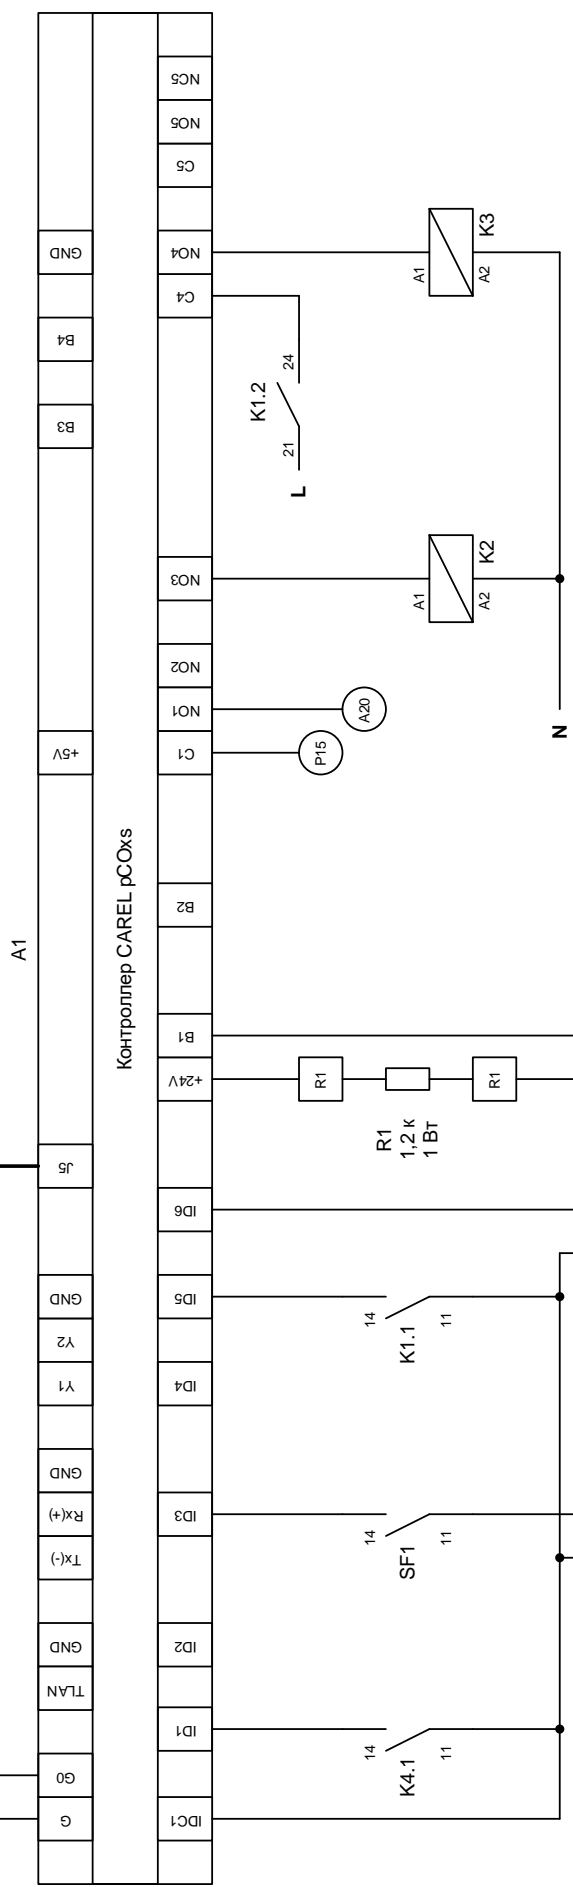 A1
Контроллер CAREL pCOxs
GND
B4
B3
+5V
J5
GND
Y2
Y1
GND
Rx(+)
Tx(-)
GND
TLAN
G0
G
NC5
NO5
C5
NO4
C4
NO3
NO2
NO1
C1
B2
B1
+24V
ID6
ID5
ID4
ID3
ID2
ID1
IDC1
A1
K3
A2
24
K1.2
21
L
A1
K2
A2
A20
P15
N
R1
R1
R1
1,2 к
1 Вт
14
K1.1
11
14
SF1
11
14
K4.1
11